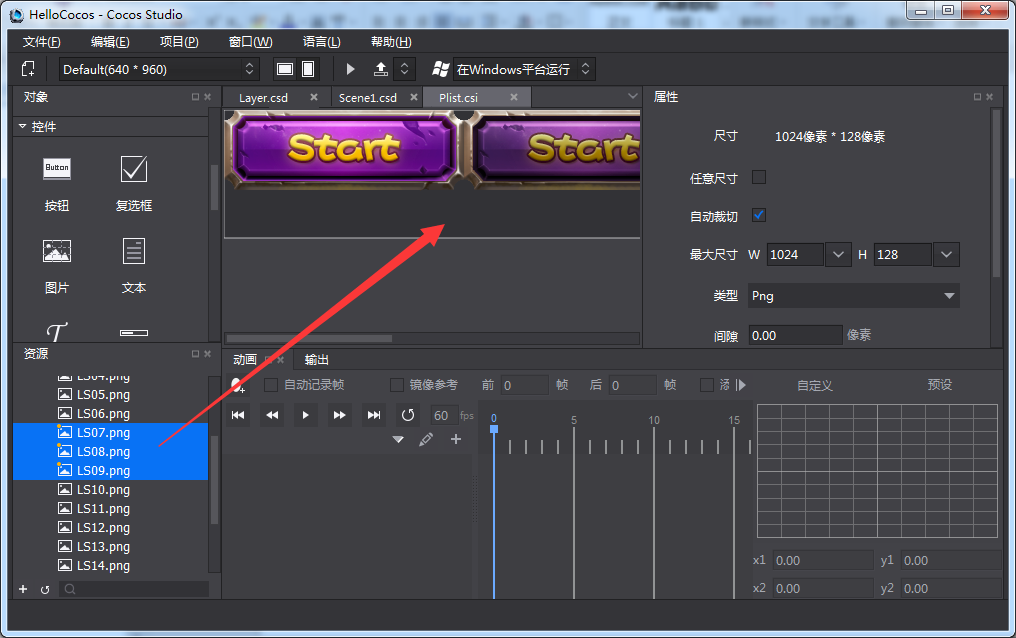 HelloCocos - Cocos Studio
文件(F) 编辑(E) 项目(P) 窗口(W) 语言(L) 帮助(H)
Default(640 * 960) 在Windows平台运行
对象
控件
Button
按钮 复选框
图片 文本
T
Layer.csd Scene1.csd Plist.csi
Start Start
属性
尺寸 1024像素 * 128像素
任意尺寸
自动裁切
最大尺寸 W 1024 H 128
类型 Png
间隙 0.00 像素
资源
LS04.png
LS05.png
LS06.png
LS07.png
LS08.png
LS09.png
LS10.png
LS11.png
LS12.png
LS13.png
LS14.png
动画 输出
自动记录帧 镜像参考 前 0 帧 后 0 帧 自定义 预设
60 fps
0 5 10 15
x1 0.00 y1 0.00
x2 0.00 y2 0.00